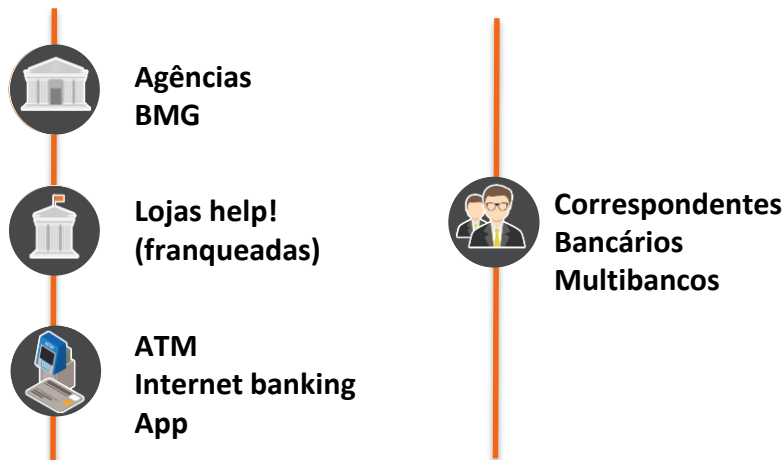 Agências
BMG
Lojas help!
(franqueadas)
ATM
Internet banking
App
Correspondentes
Bancários
Multibancos